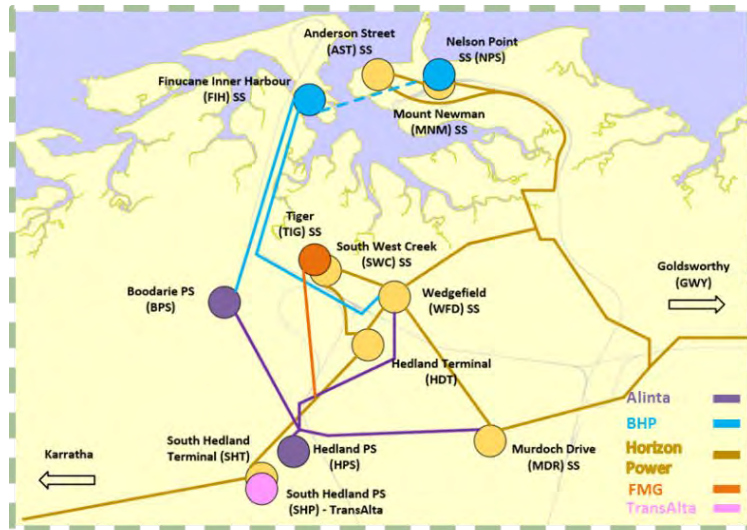 Anderson Street
(AST) SS
Nelson Point
SS (NPS)
Finucane Inner Harbour
(FIH) SS
Mount Newman
(MNM) SS
Tiger
(TIG) SS
South West Creek
(SWC) SS
Goldsworthy
(GWY)
Boodarie PS
(BPS)
Wedgefield
(WFD) SS
Hedland Terminal
(HDT)
Alinta
BHP
Horizon
Power
FMG
TransAlta
South Hedland
Terminal (SHT)
Karratha
Hedland PS
(HPS)
Murdoch Drive
(MDR) SS
South Hedland PS
(SHP) - TransAlta